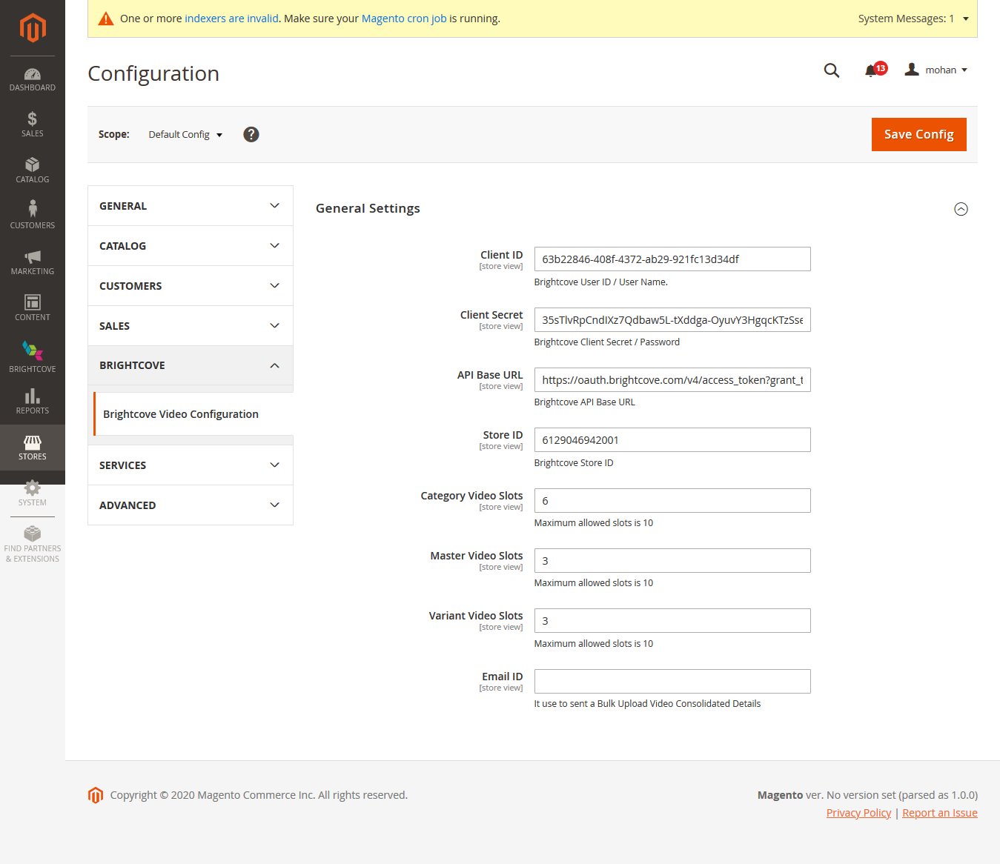 One or more indexers are invalid. Make sure your Magento cron job is running.
System Messages: 1
Configuration
13
mohan
Scope:
Default Config
?
Save Config
DASHBOARD
SALES
CATALOG
CUSTOMERS
MARKETING
CONTENT
BRIGHTCOVE
REPORTS
STORES
SYSTEM
FIND PARTNERS
& EXTENSIONS
GENERAL
CATALOG
CUSTOMERS
SALES
BRIGHTCOVE
Brightcove Video Configuration
SERVICES
ADVANCED
General Settings
Client ID
[store view]
63b22846-408f-4372-ab29-921fc13d34df
Brightcove User ID / User Name.
Client Secret
[store view]
35sTlvRpCndIXz7Qdbaw5L-tXddga-OyuvY3HgqcKTzSse
Brightcove Client Secret / Password
API Base URL
[store view]
https://oauth.brightcove.com/v4/access_token?grant_t
Brightcove API Base URL
Store ID
[store view]
6129046942001
Brightcove Store ID
Category Video Slots
[store view]
6
Maximum allowed slots is 10
Master Video Slots
[store view]
3
Maximum allowed slots is 10
Variant Video Slots
[store view]
3
Maximum allowed slots is 10
Email ID
[store view]
It use to sent a Bulk Upload Video Consolidated Details
Copyright © 2020 Magento Commerce Inc. All rights reserved.
Magento ver. No version set (parsed as 1.0.0)
Privacy Policy | Report an Issue